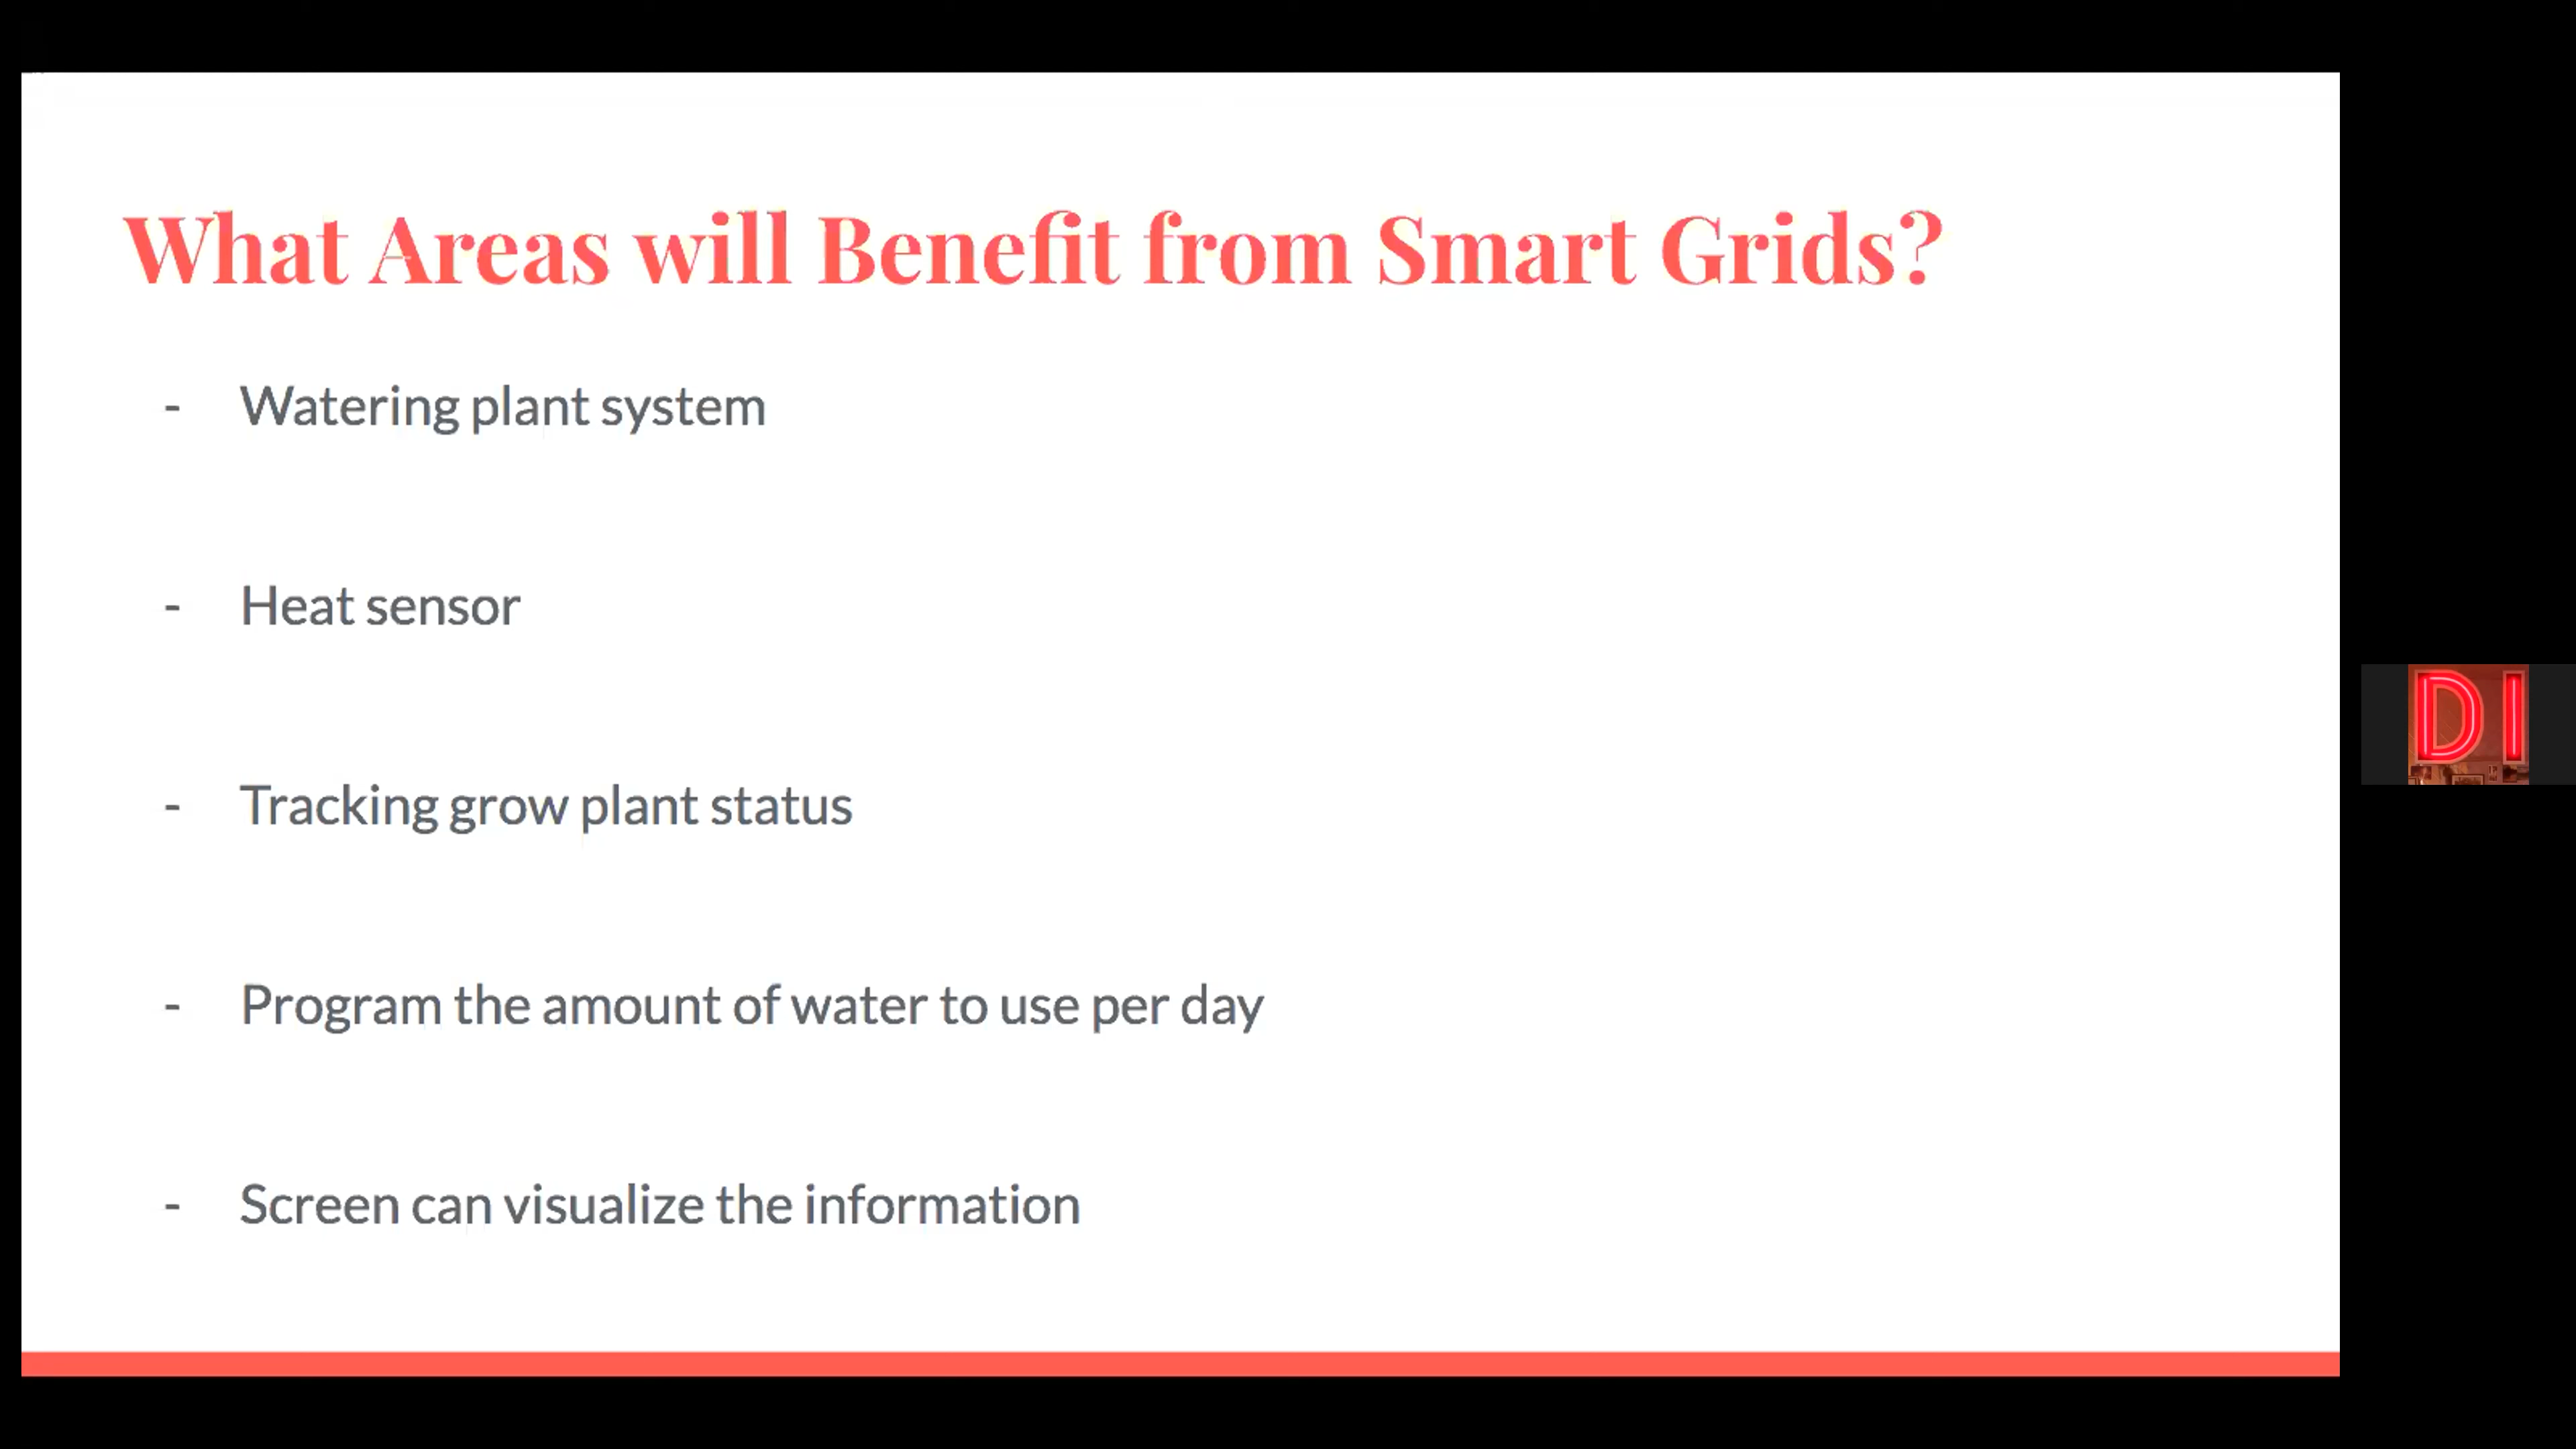 What Areas will Benefit from Smart Grids?
- Watering plant system
- Heat sensor
- Tracking grow plant status
- Program the amount of water to use per day
- Screen can visualize the information
DI